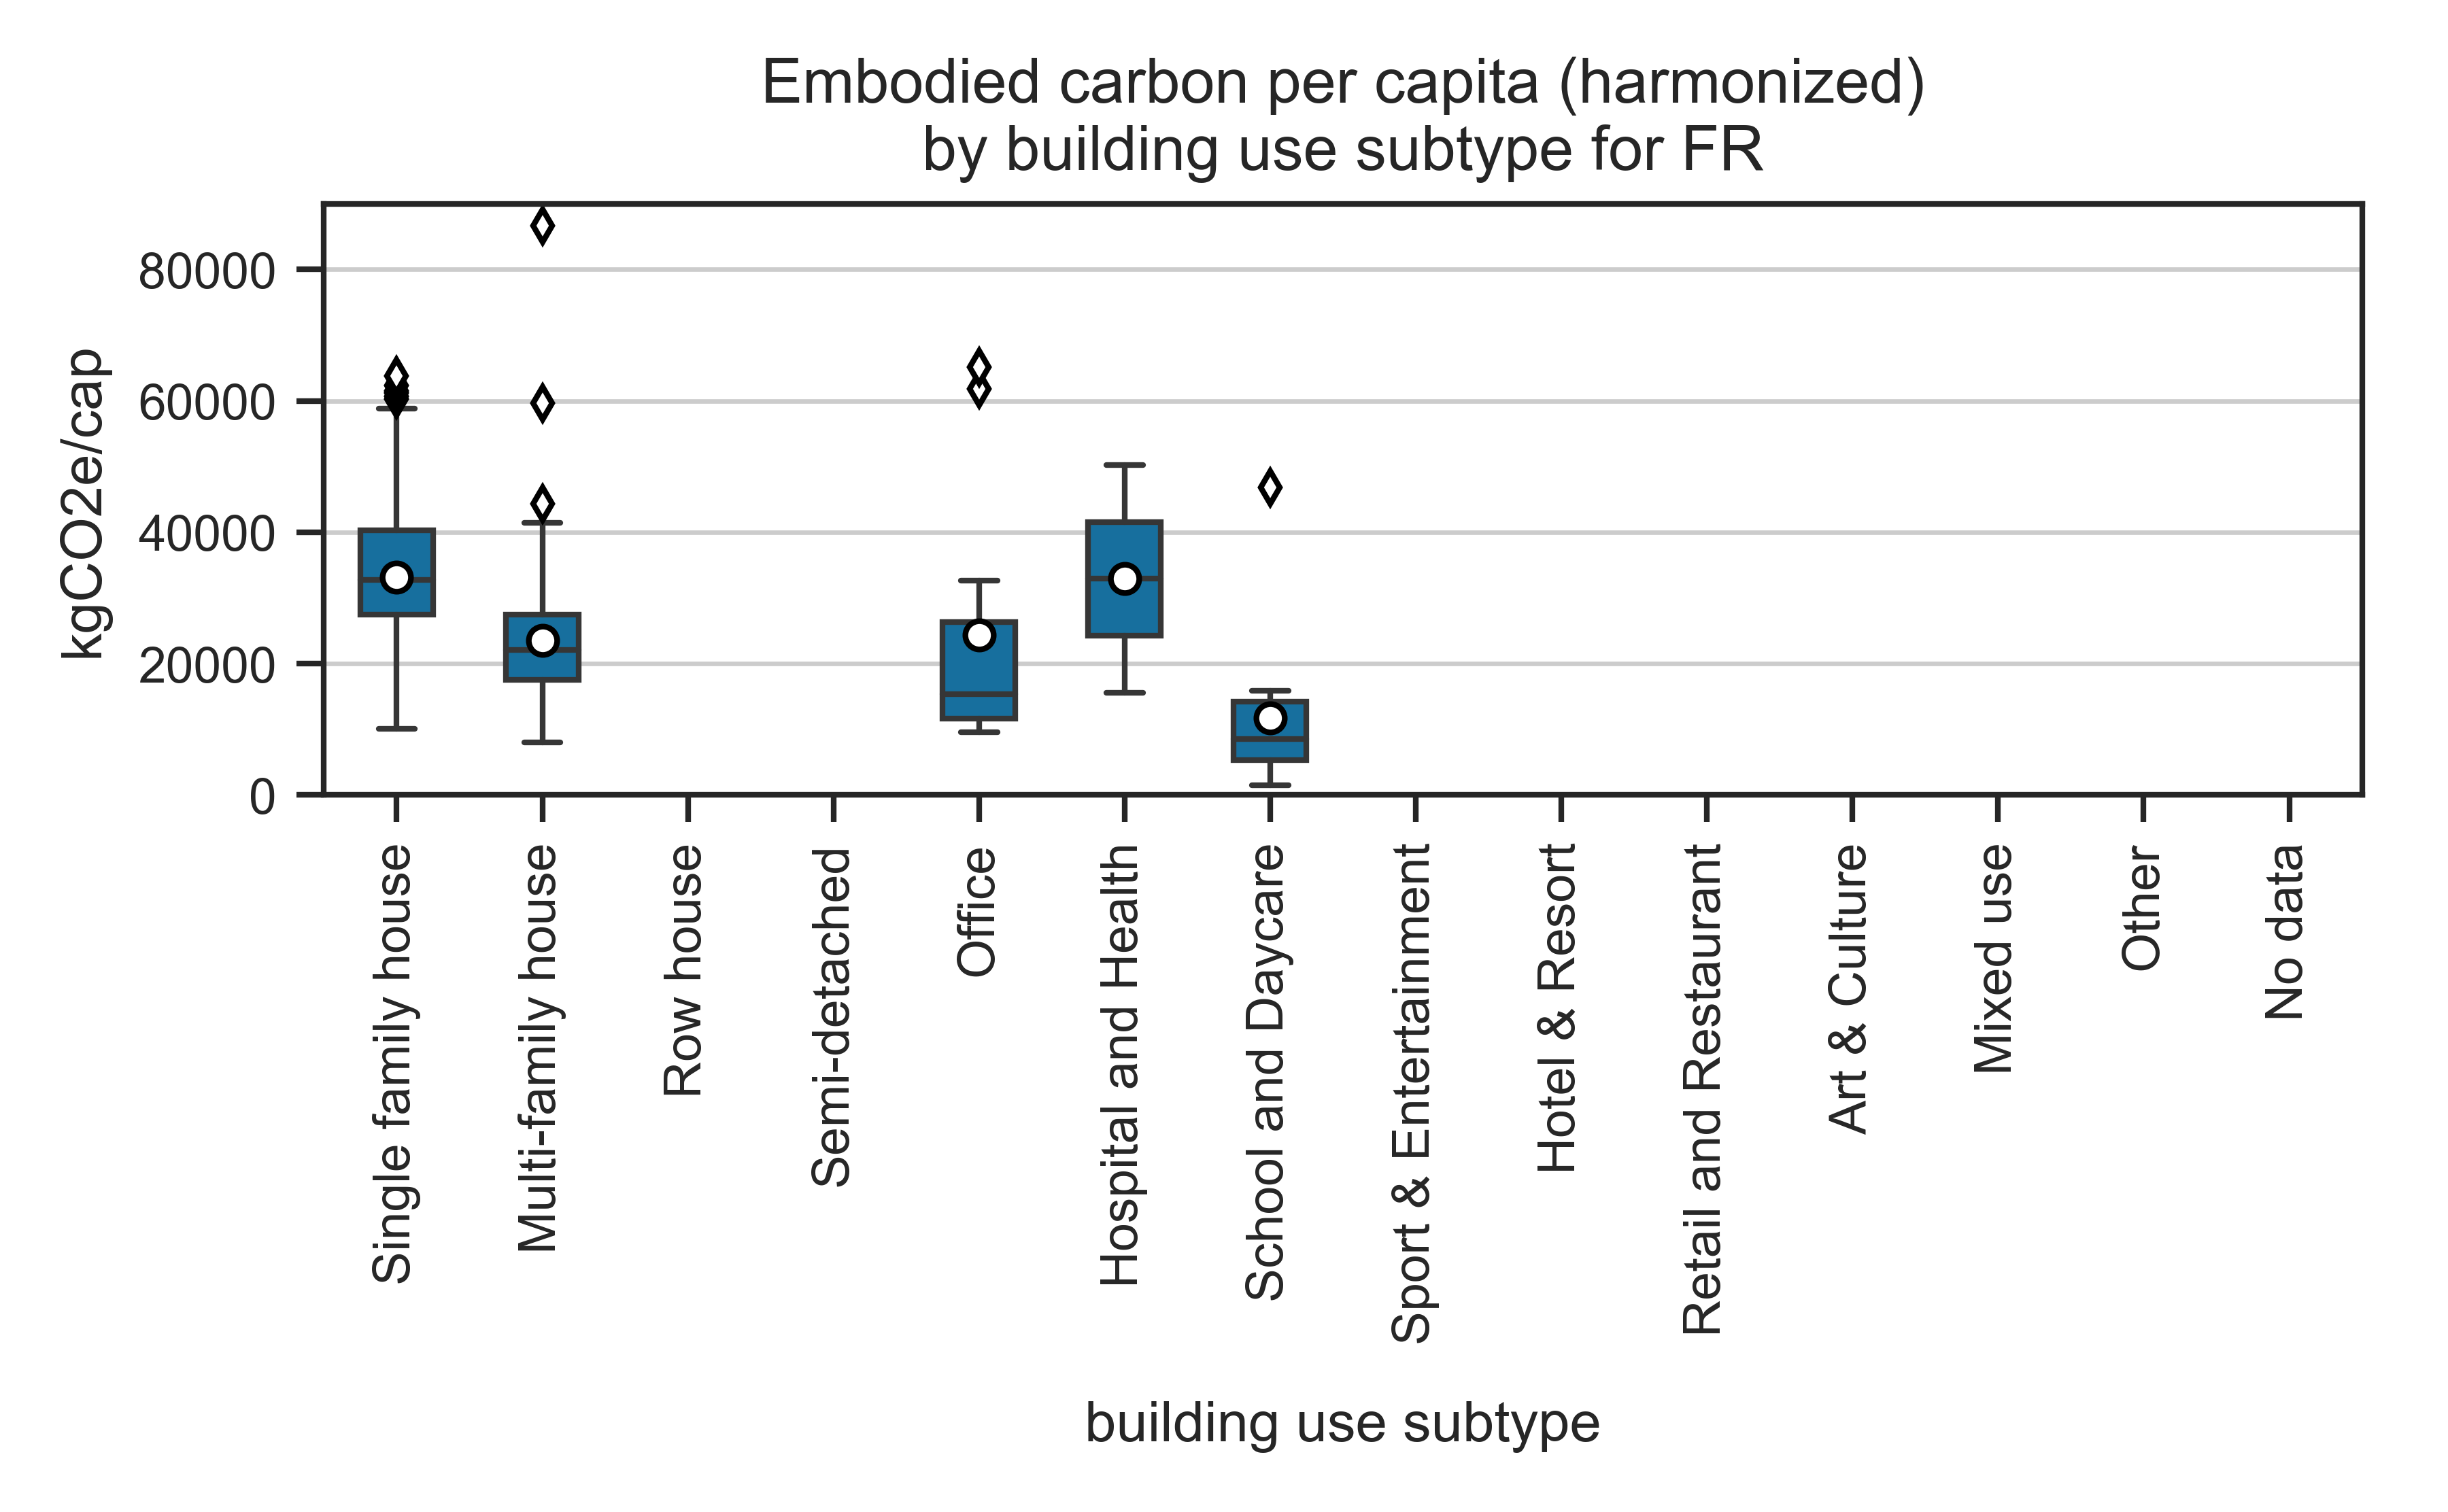 Embodied carbon per capita (harmonized)
by building use subtype for FR
kgCO2e/cap
80000
60000
40000
20000
0
Single family house
Multi-family house
Row house
Semi-detached
Office
Hospital and Health
School and Daycare
Sport & Entertainment
Hotel & Resort
Retail and Restaurant
Art & Culture
Mixed use
Other
No data
building use subtype